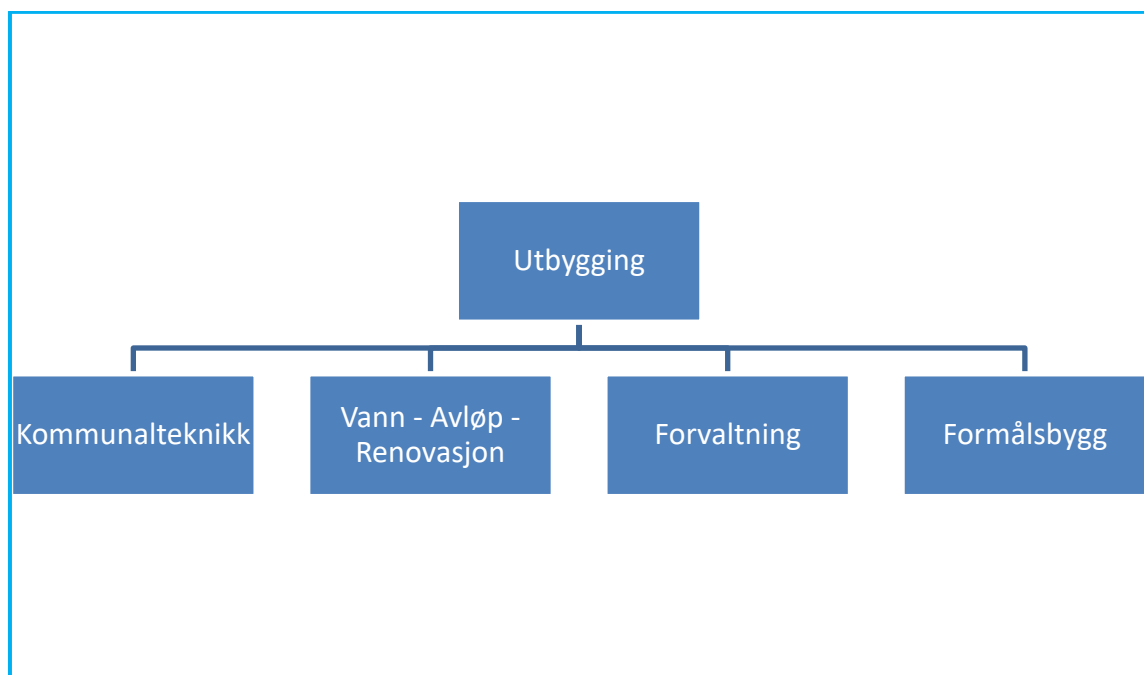 Utbygging
Kommunalteknikk
Vann - Avløp -
Renovasjon
Forvaltning
Formålsbygg